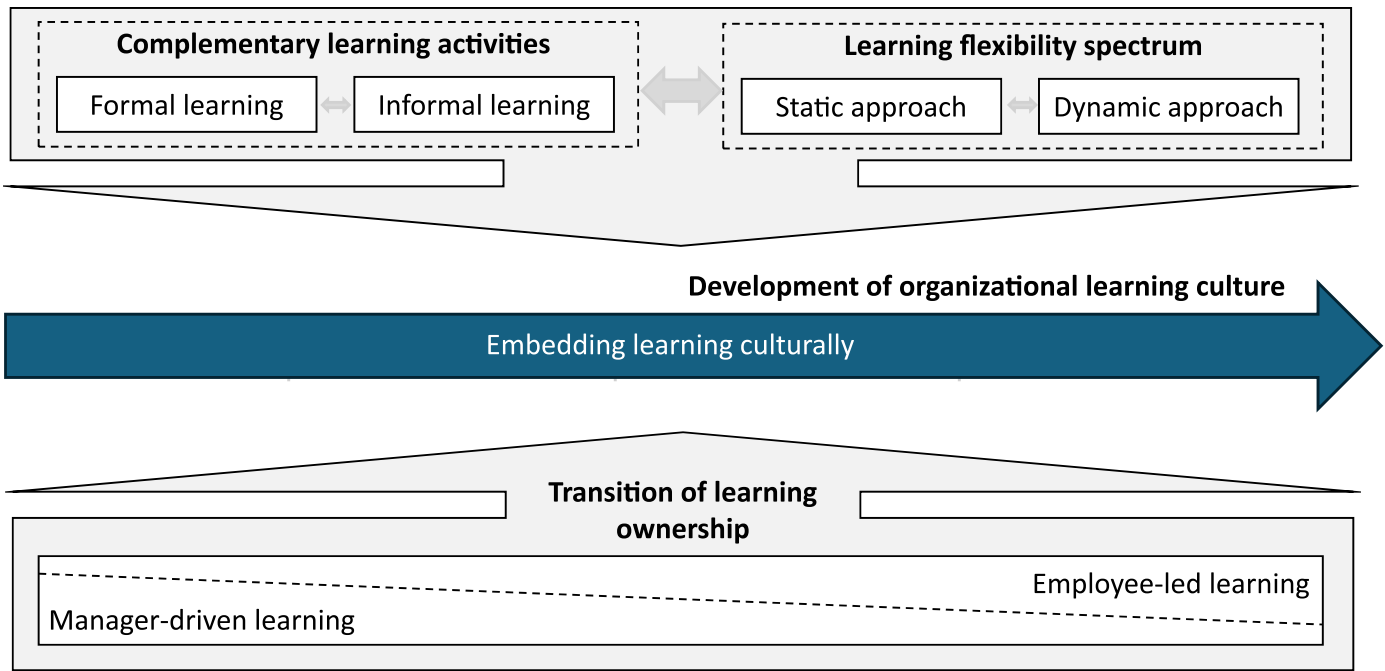 Complementary learning activities
Learning flexibility spectrum
Formal learning
Informal learning
Static approach
Dynamic approach
Development of organizational learning culture
Embedding learning culturally
Transition of learning
ownership
Employee-led learning
Manager-driven learning